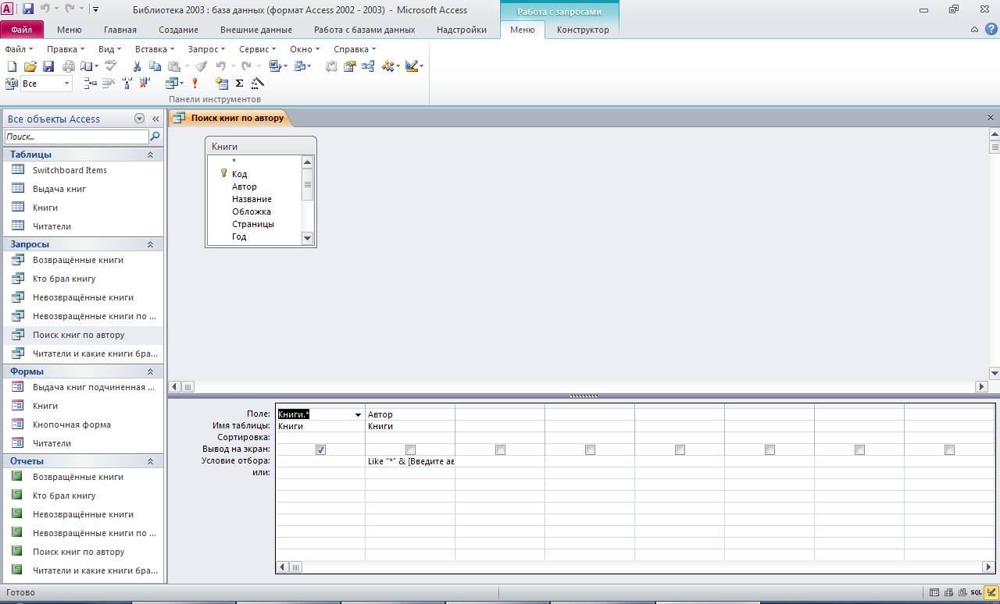 Библиотека 2003 : база данных (формат Access 2002 - 2003) - Microsoft Access
Работа с запросами
Файл Меню Главная Создание Внешние данные Работа с базами данных Надстройки Меню Конструктор
Файл Правка Вид Вставка Запрос Сервис Окно Справка
Все
Панели инструментов
Все объекты Access
Поиск...
Таблицы
Switchboard Items
Выдача книг
Книги
Читатели
Запросы
Возвращённые книги
Кто брал книгу
Невозвращённые книги
Невозвращённые книги по ...
Поиск книг по автору
Читатели и какие книги бра...
Формы
Выдача книг подчиненная ...
Книги
Кнопочная форма
Читатели
Отчеты
Возвращённые книги
Кто брал книгу
Невозвращённые книги
Невозвращённые книги по ...
Поиск книг по автору
Читатели и какие книги бра...
Поиск книг по автору
Книги
*
Код
Автор
Название
Обложка
Страницы
Год
Поле: Книги.* Автор
Имя таблицы: Книги Книги
Сортировка:
Вывод на экран:
Условие отбора: Like "*" & [Введите ав
или:
Готово
SQL